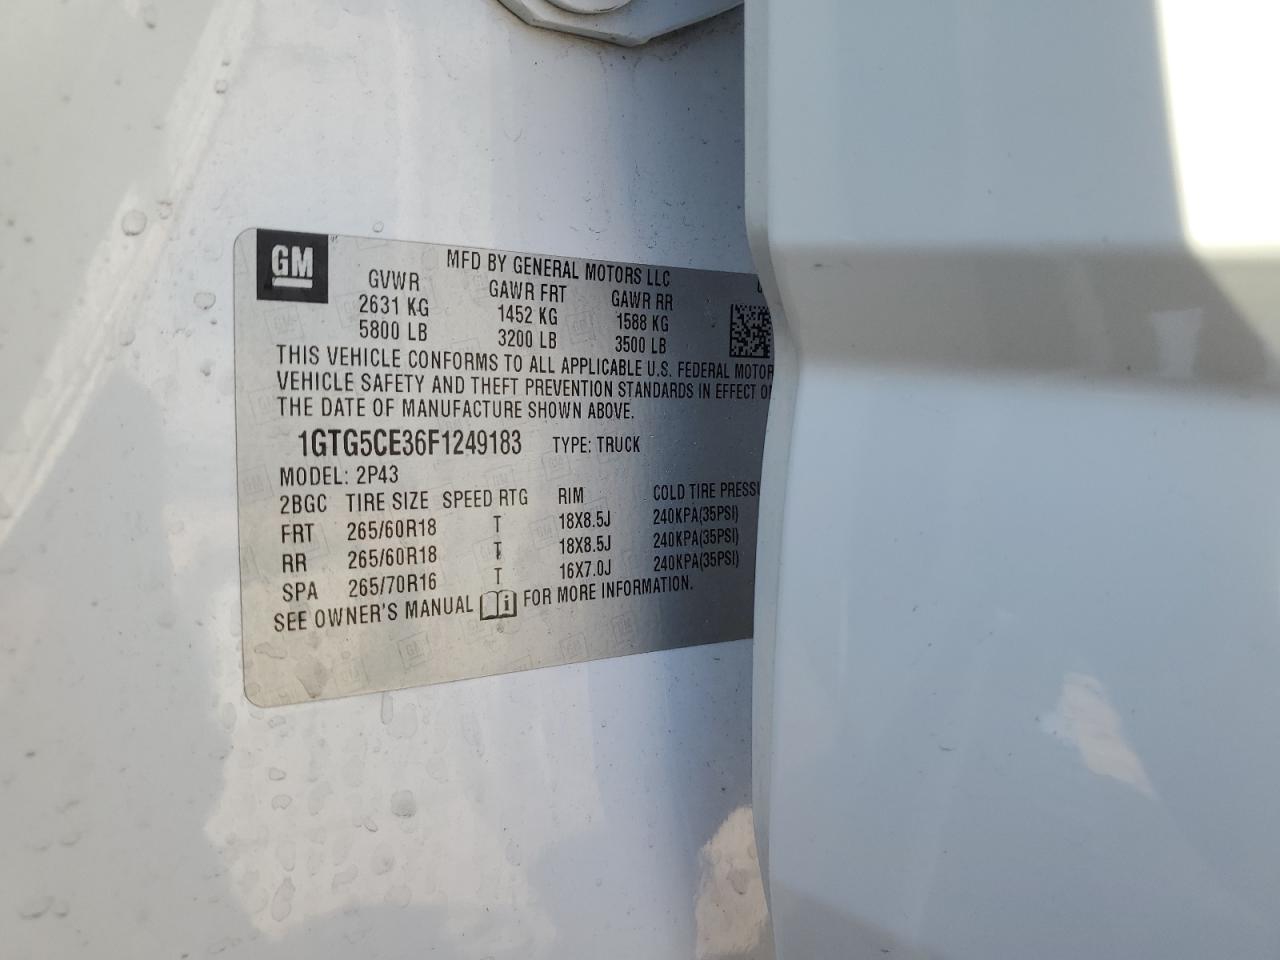 GM
MFD BY GENERAL MOTORS LLC
GVWR GAWR FRT GAWR RR
2631 KG 1452 KG 1588 KG
5800 LB 3200 LB 3500 LB
THIS VEHICLE CONFORMS TO ALL APPLICABLE U.S. FEDERAL MOTOR
VEHICLE SAFETY AND THEFT PREVENTION STANDARDS IN EFFECT
THE DATE OF MANUFACTURE SHOWN ABOVE.
1GTG5CE36F1249183 TYPE: TRUCK
MODEL: 2P43
2BGC TIRE SIZE SPEED RTG RIM COLD TIRE PRESSU
FRT 265/60R18 T 18X8.5J 240KPA(35PSI)
RR 265/60R18 T 18X8.5J 240KPA(35PSI)
SPA 265/70R16 T 16X7.0J 240KPA(35PSI)
SEE OWNER'S MANUAL FOR MORE INFORMATION.